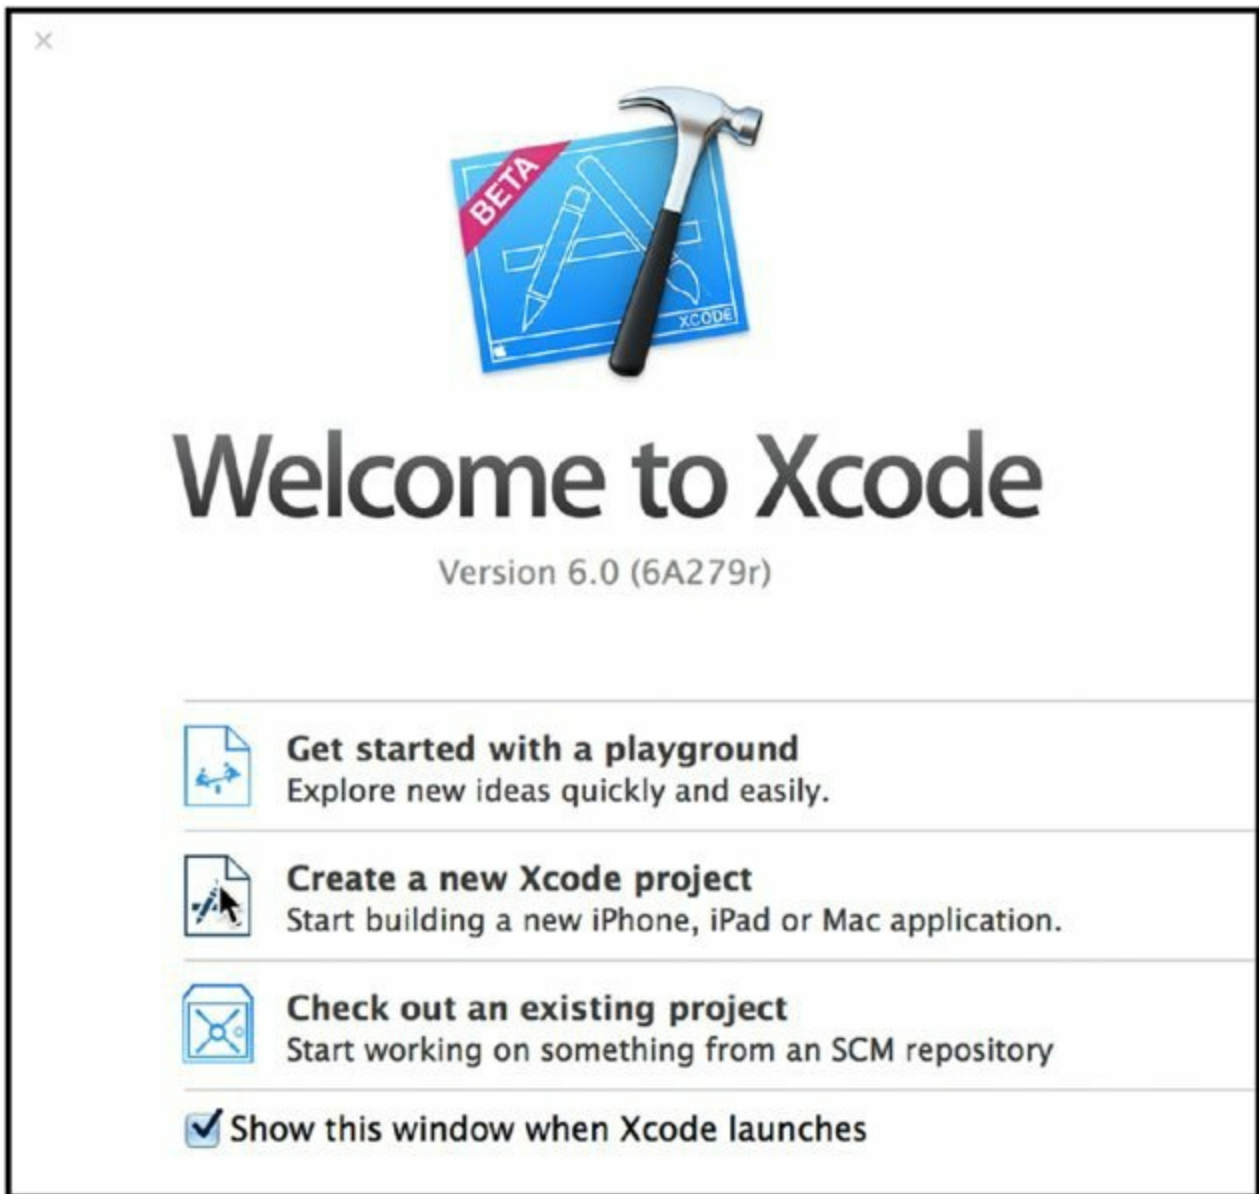 BETA
XCODE
Welcome to Xcode
Version 6.0 (6A279r)
Get started with a playground
Explore new ideas quickly and easily.
Create a new Xcode project
Start building a new iPhone, iPad or Mac application.
Check out an existing project
Start working on something from an SCM repository
Show this window when Xcode launches